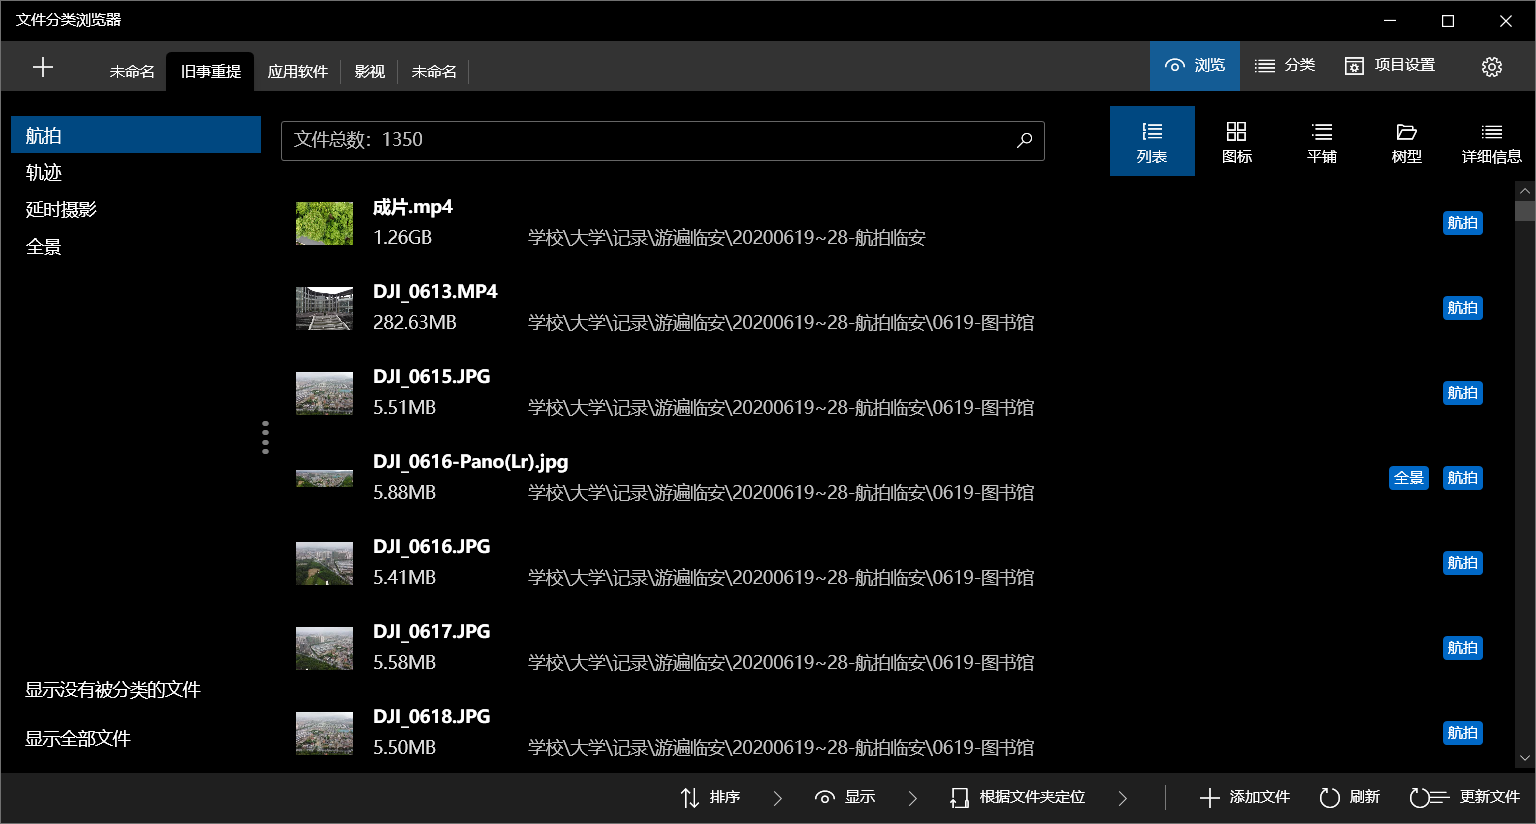 文件分类浏览器
未命名 旧事重提 应用软件 影视 未命名 浏览 分类 项目设置
航拍
轨迹
延时摄影
全景
显示没有被分类的文件
显示全部文件
文件总数：1350
列表 图标 平铺 树型 详细信息
成片.mp4
1.26GB 学校\大学\记录\游遍临安\20200619~28-航拍临安 航拍
DJI_0613.MP4
282.63MB 学校\大学\记录\游遍临安\20200619~28-航拍临安\0619-图书馆 航拍
DJI_0615.JPG
5.51MB 学校\大学\记录\游遍临安\20200619~28-航拍临安\0619-图书馆 航拍
DJI_0616-Pano(Lr).jpg
5.88MB 学校\大学\记录\游遍临安\20200619~28-航拍临安\0619-图书馆 全景 航拍
DJI_0616.JPG
5.41MB 学校\大学\记录\游遍临安\20200619~28-航拍临安\0619-图书馆 航拍
DJI_0617.JPG
5.58MB 学校\大学\记录\游遍临安\20200619~28-航拍临安\0619-图书馆 航拍
DJI_0618.JPG
5.50MB 学校\大学\记录\游遍临安\20200619~28-航拍临安\0619-图书馆 航拍
排序 显示 根据文件夹定位 添加文件 刷新 更新文件